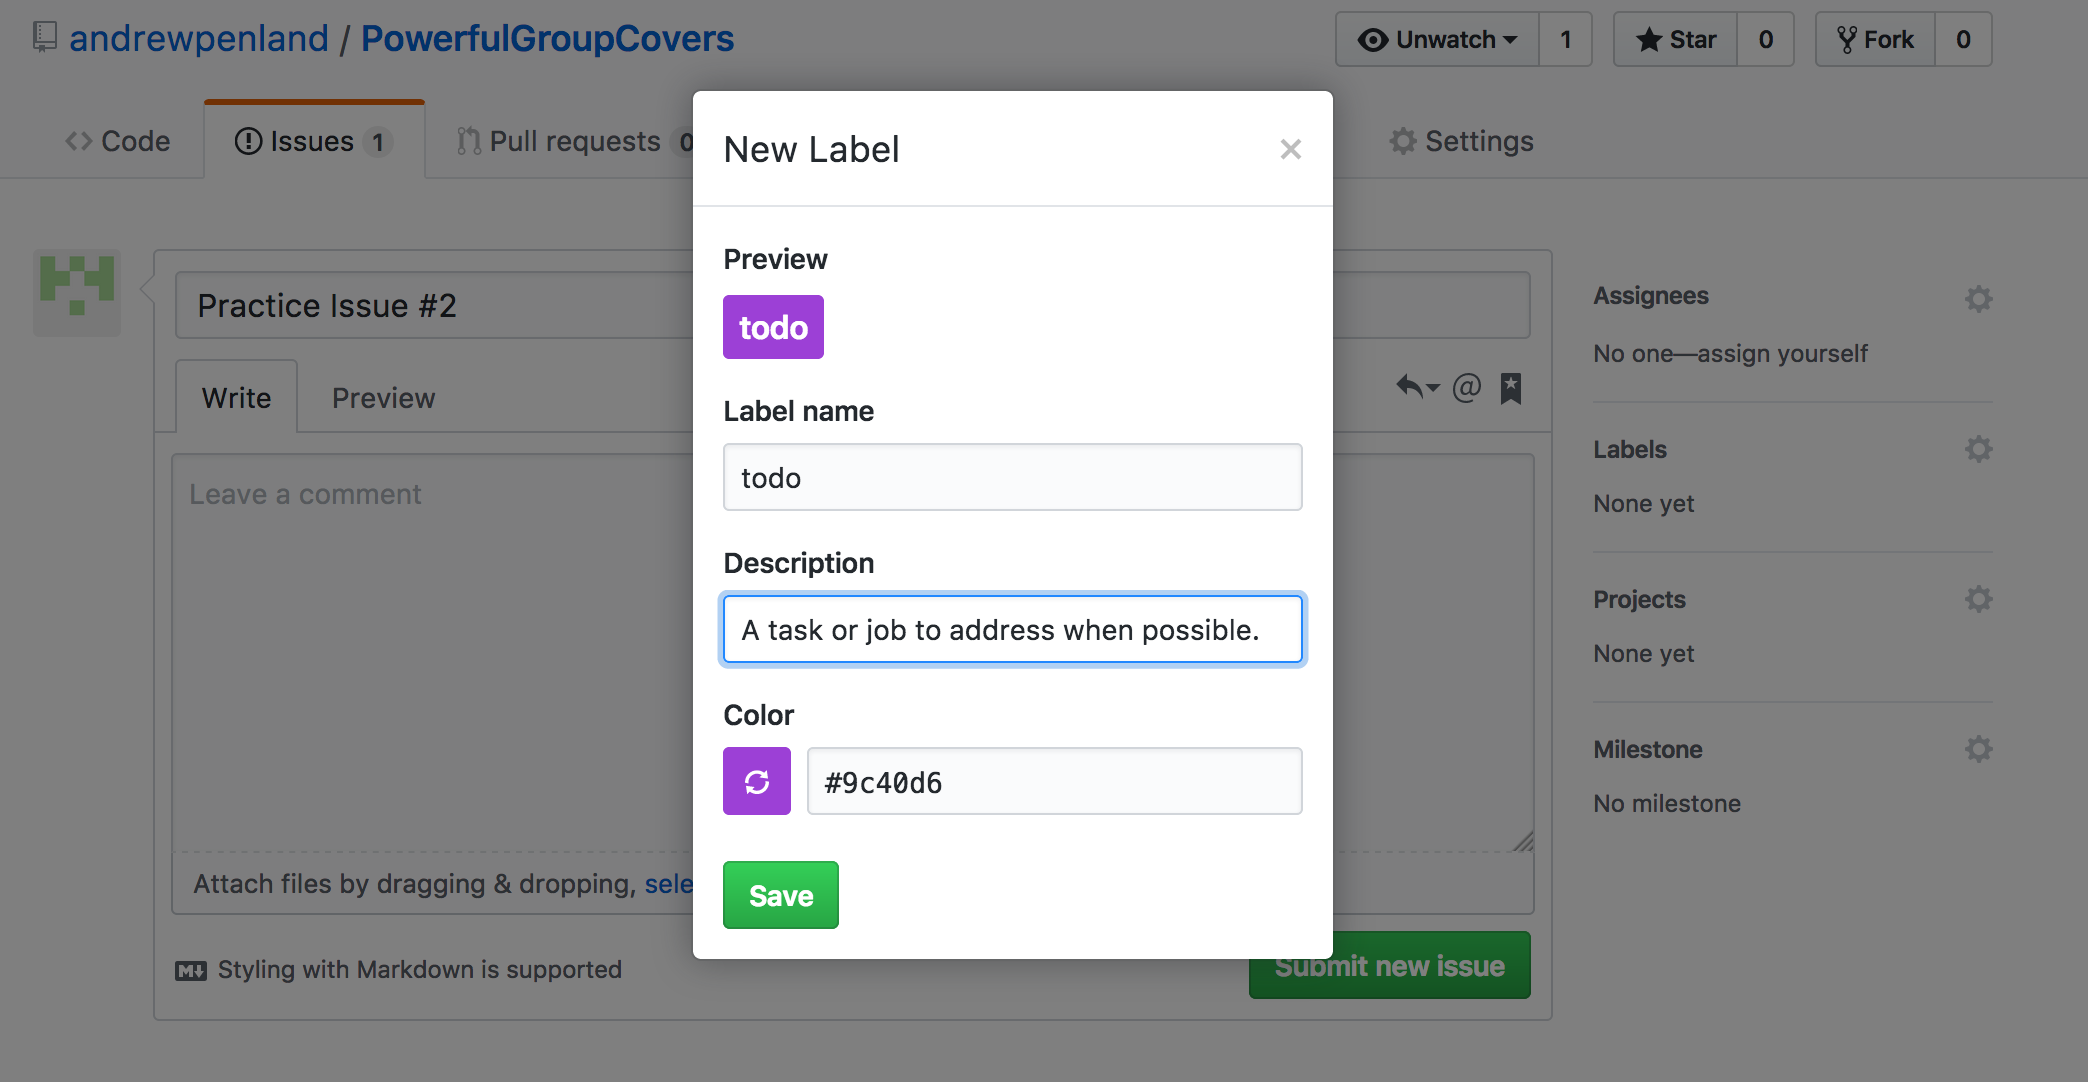 andrewpenland / PowerfulGroupCovers
Unwatch 1 Star 0 Fork 0
Code Issues 1 Pull requests 0 Settings
New Label ×
Preview
todo
Label name
todo
Description
A task or job to address when possible.
Color
#9c40d6
Save
Practice Issue #2
Write Preview @
Leave a comment
Attach files by dragging & dropping, sele
M↓ Styling with Markdown is supported
Submit new issue
Assignees
No one—assign yourself
Labels
None yet
Projects
None yet
Milestone
No milestone